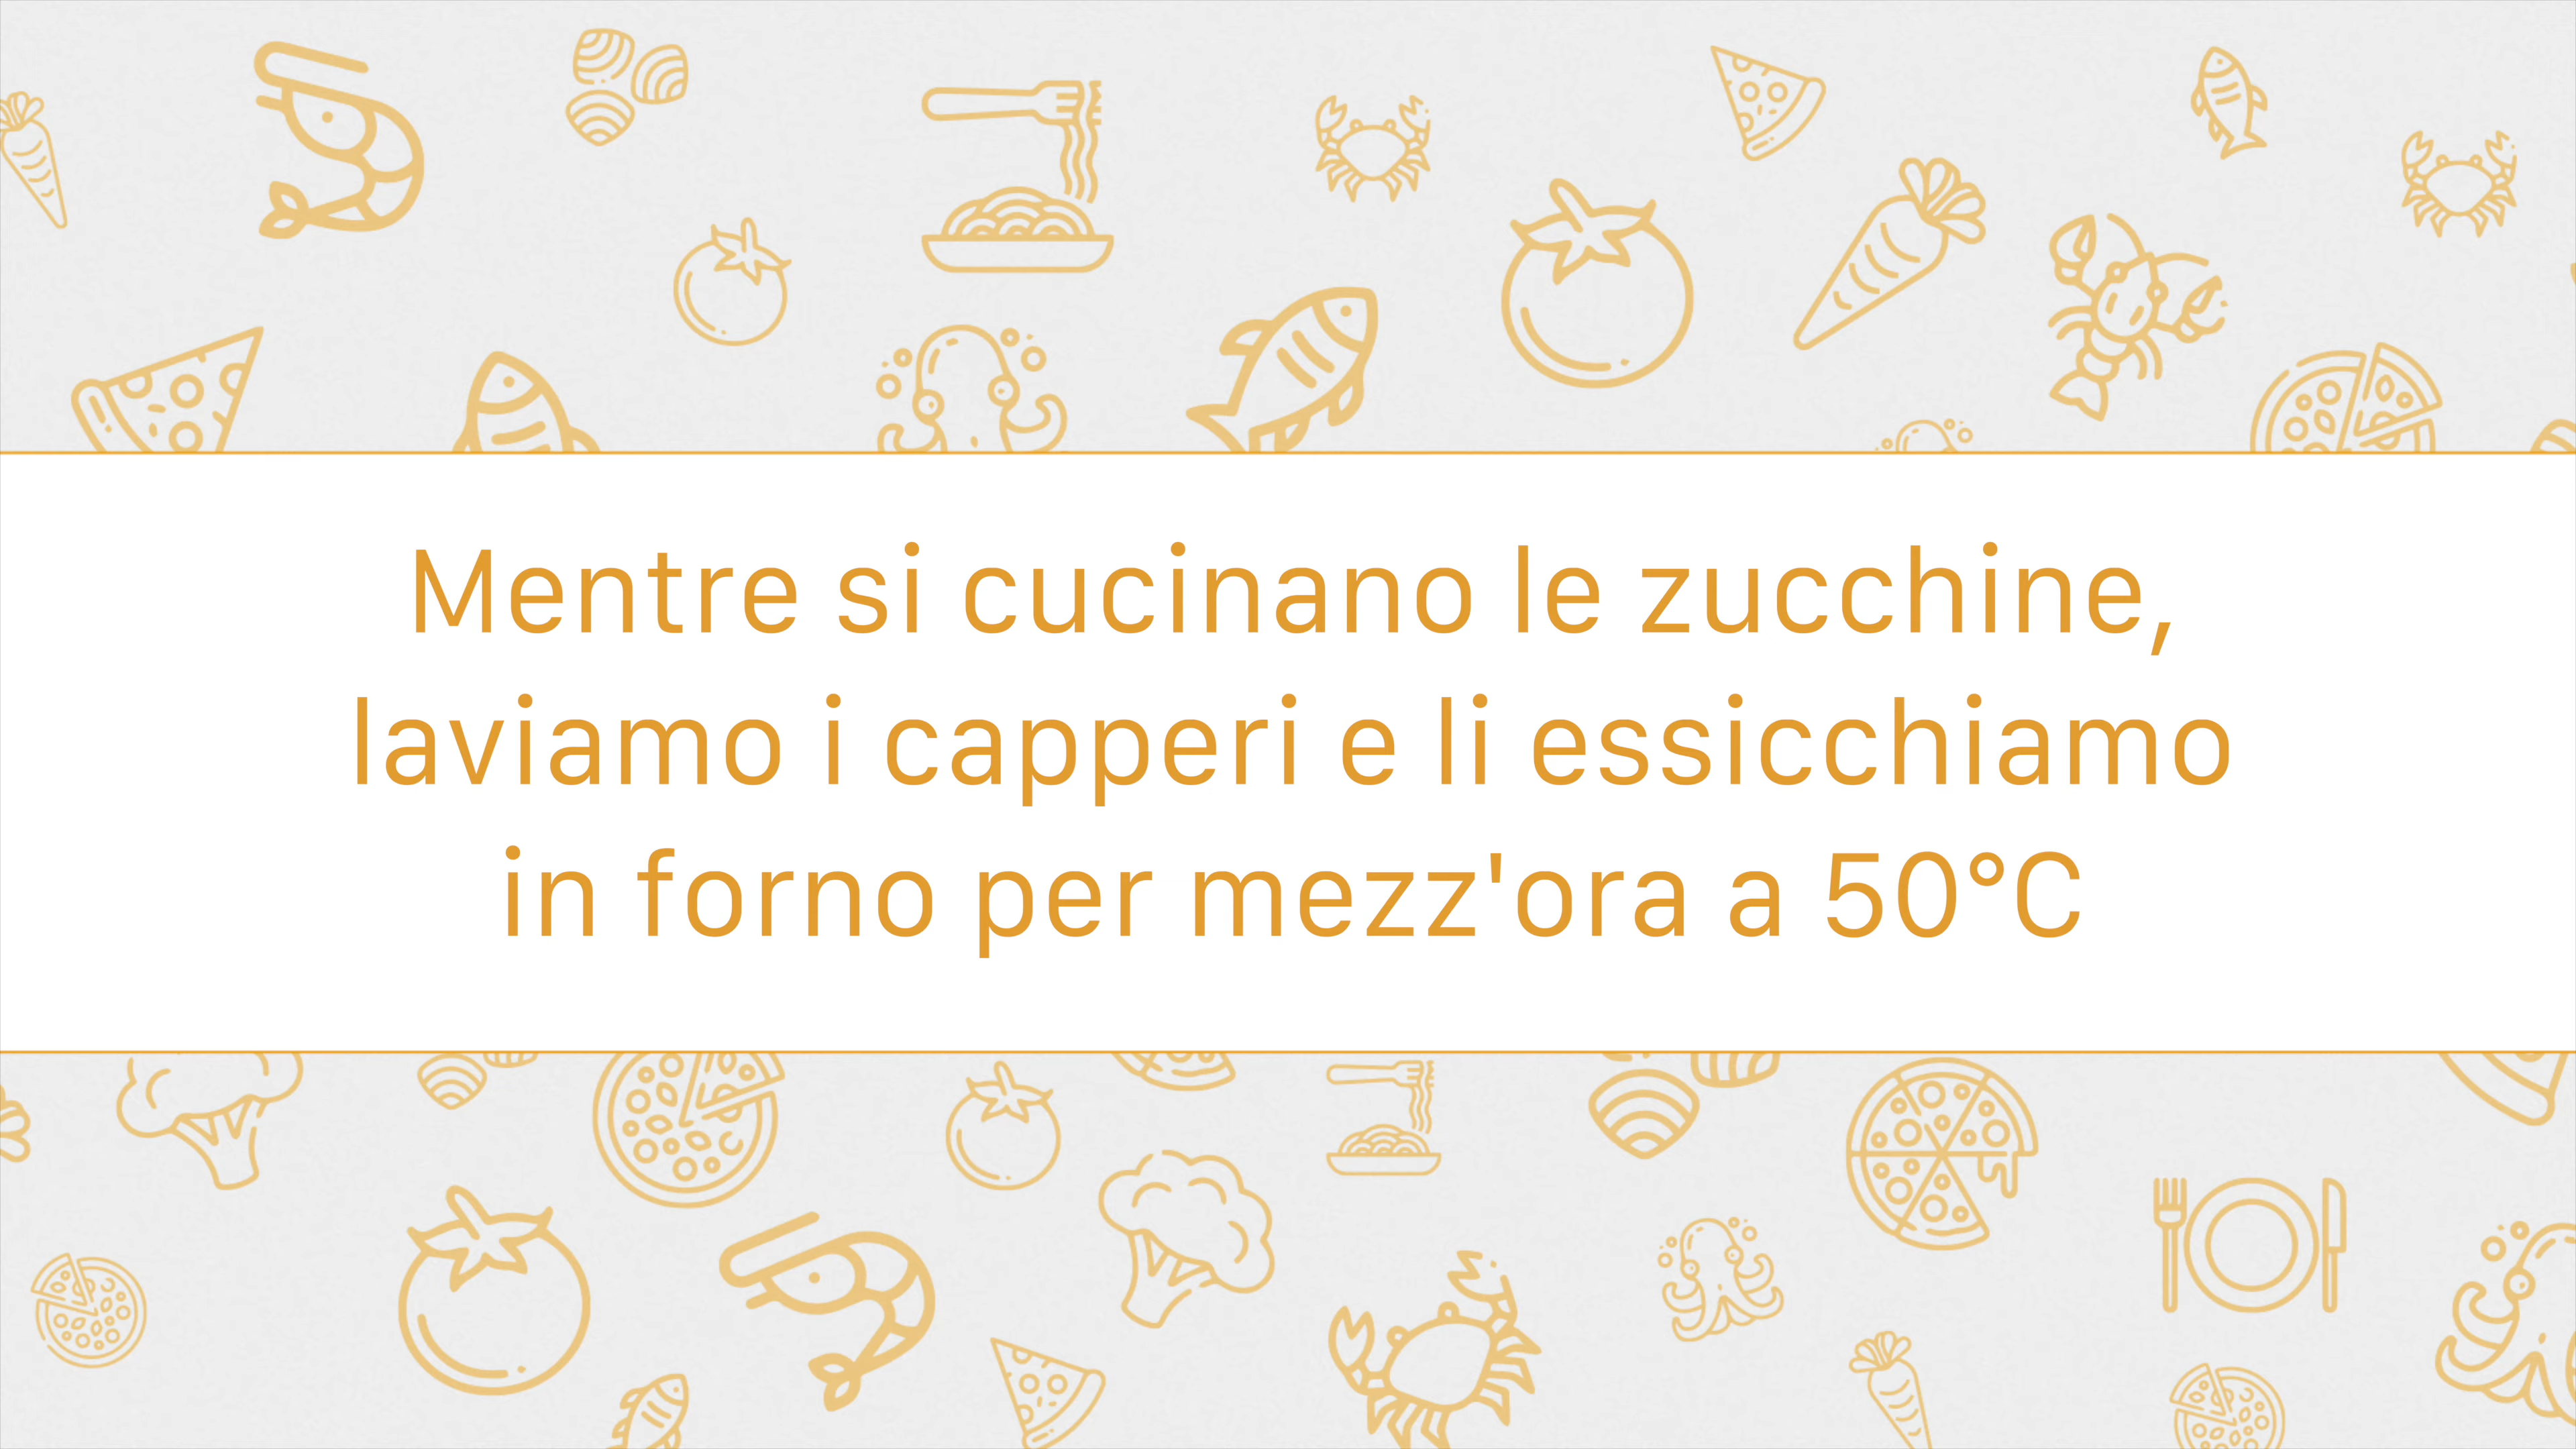 Mentre si cucinano le zucchine,
laviamo i capperi e li essicchiamo
in forno per mezz'ora a 50°C